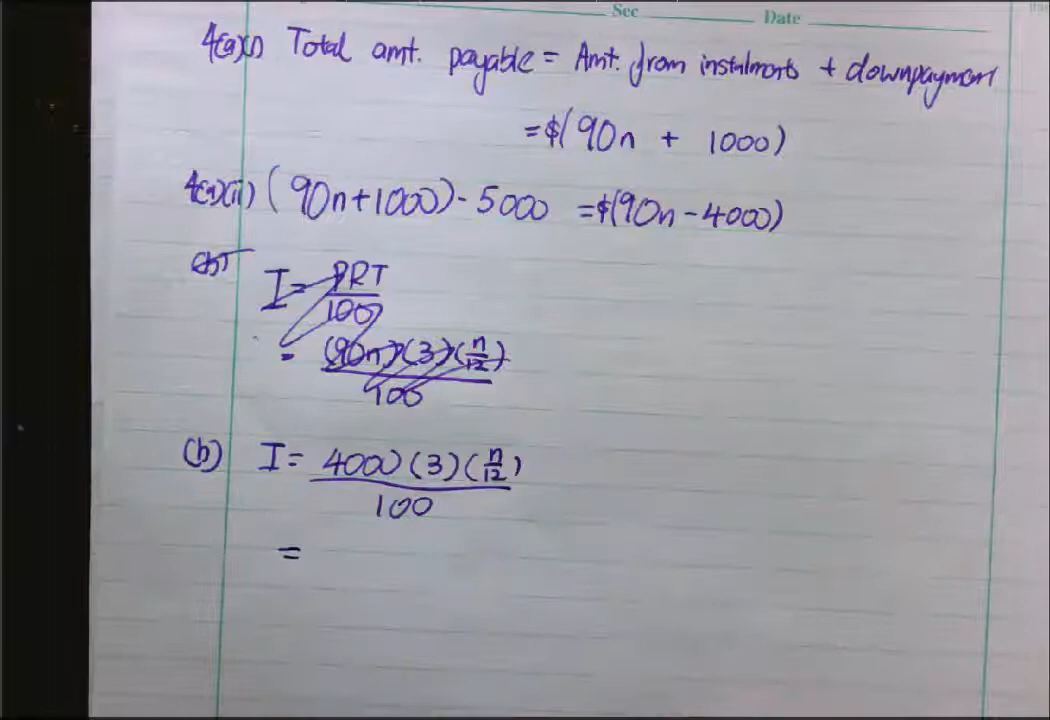 Sec Date
4(a)(i) Total amt. payable = Amt. from instalments + downpayment
= $(90n + 1000)
4(a)(ii) (90n+1000) - 5000 = $(90n - 4000)
I = PRT/100
= (90n)(3)(n/12)/100
(b) I = 4000(3)(n/12)/100
=